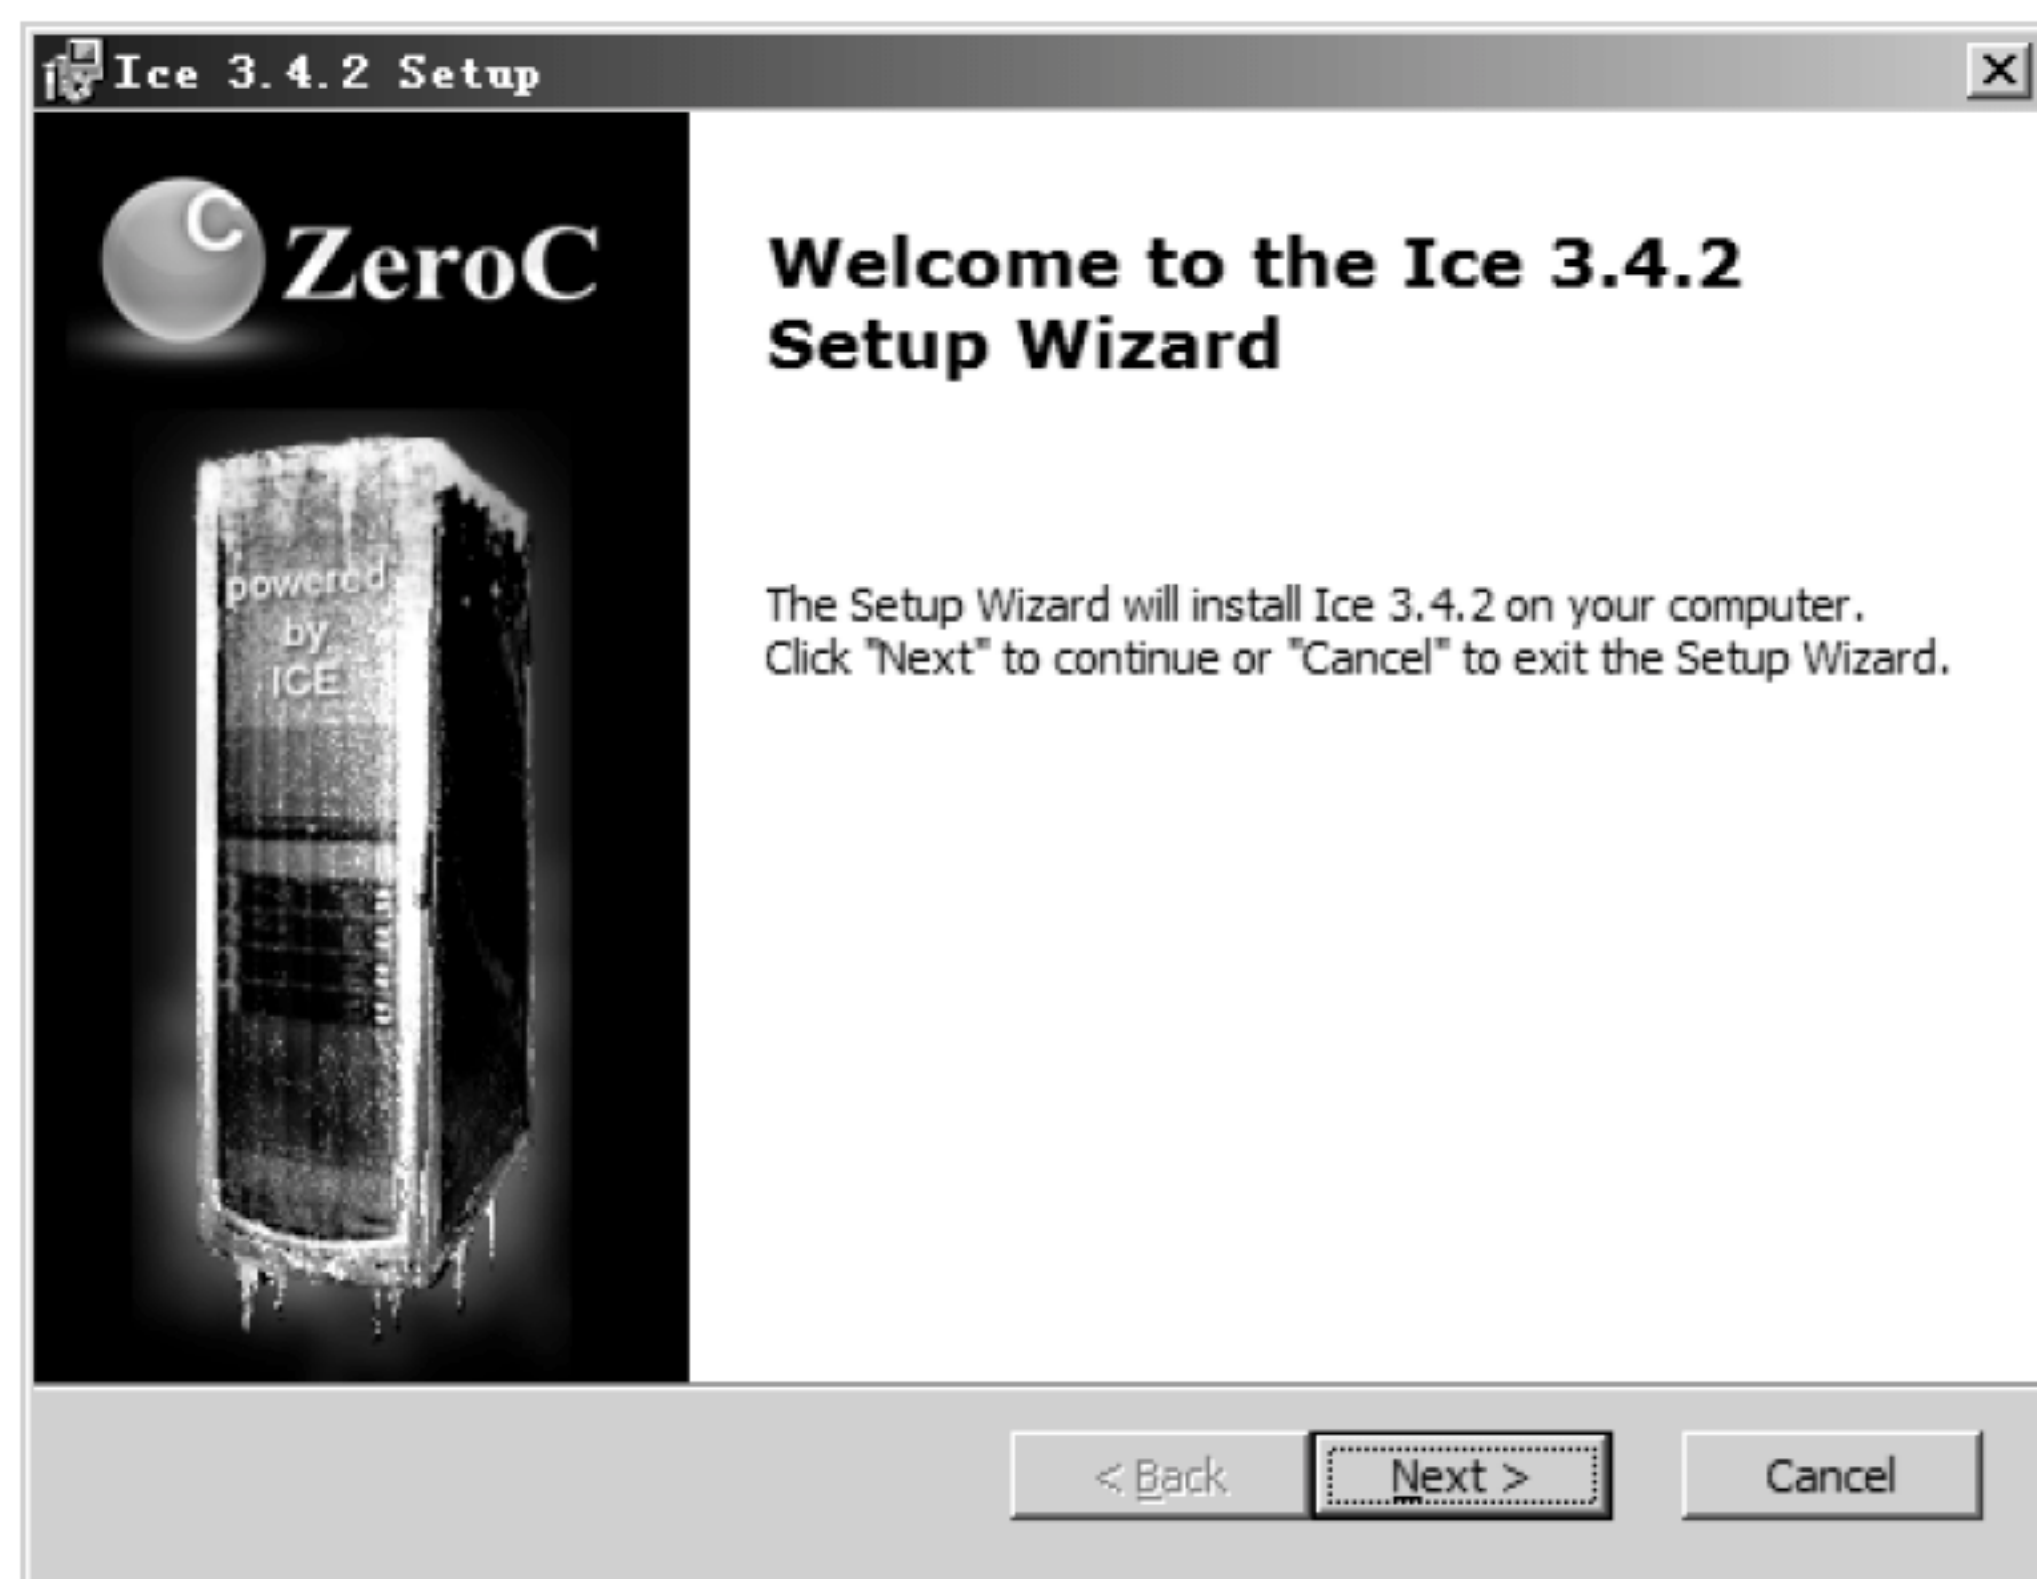 Ice 3.4.2 Setup
C
ZeroC
powered
by
ICE
Welcome to the Ice 3.4.2
Setup Wizard
The Setup Wizard will install Ice 3.4.2 on your computer.
Click "Next" to continue or "Cancel" to exit the Setup Wizard.
< Back
Next >
Cancel